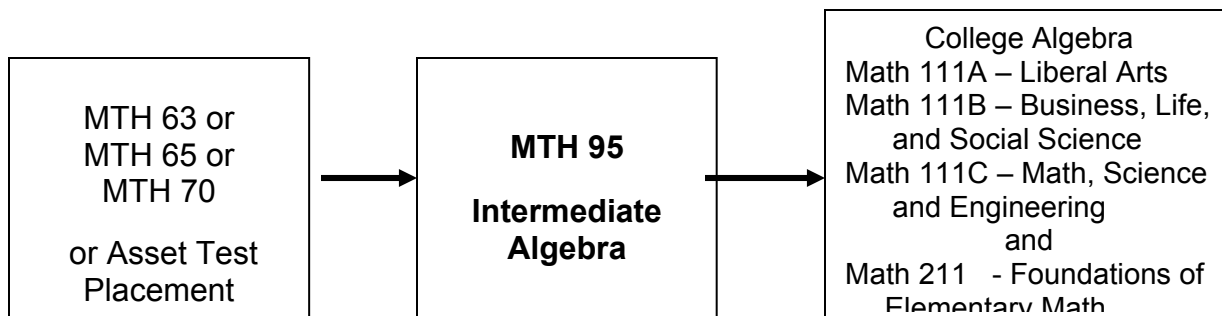 MTH 63 or
MTH 65 or
MTH 70
or Asset Test
Placement
MTH 95
Intermediate
Algebra
College Algebra
Math 111A – Liberal Arts
Math 111B – Business, Life,
and Social Science
Math 111C – Math, Science
and Engineering
and
Math 211 - Foundations of
Elementary Math